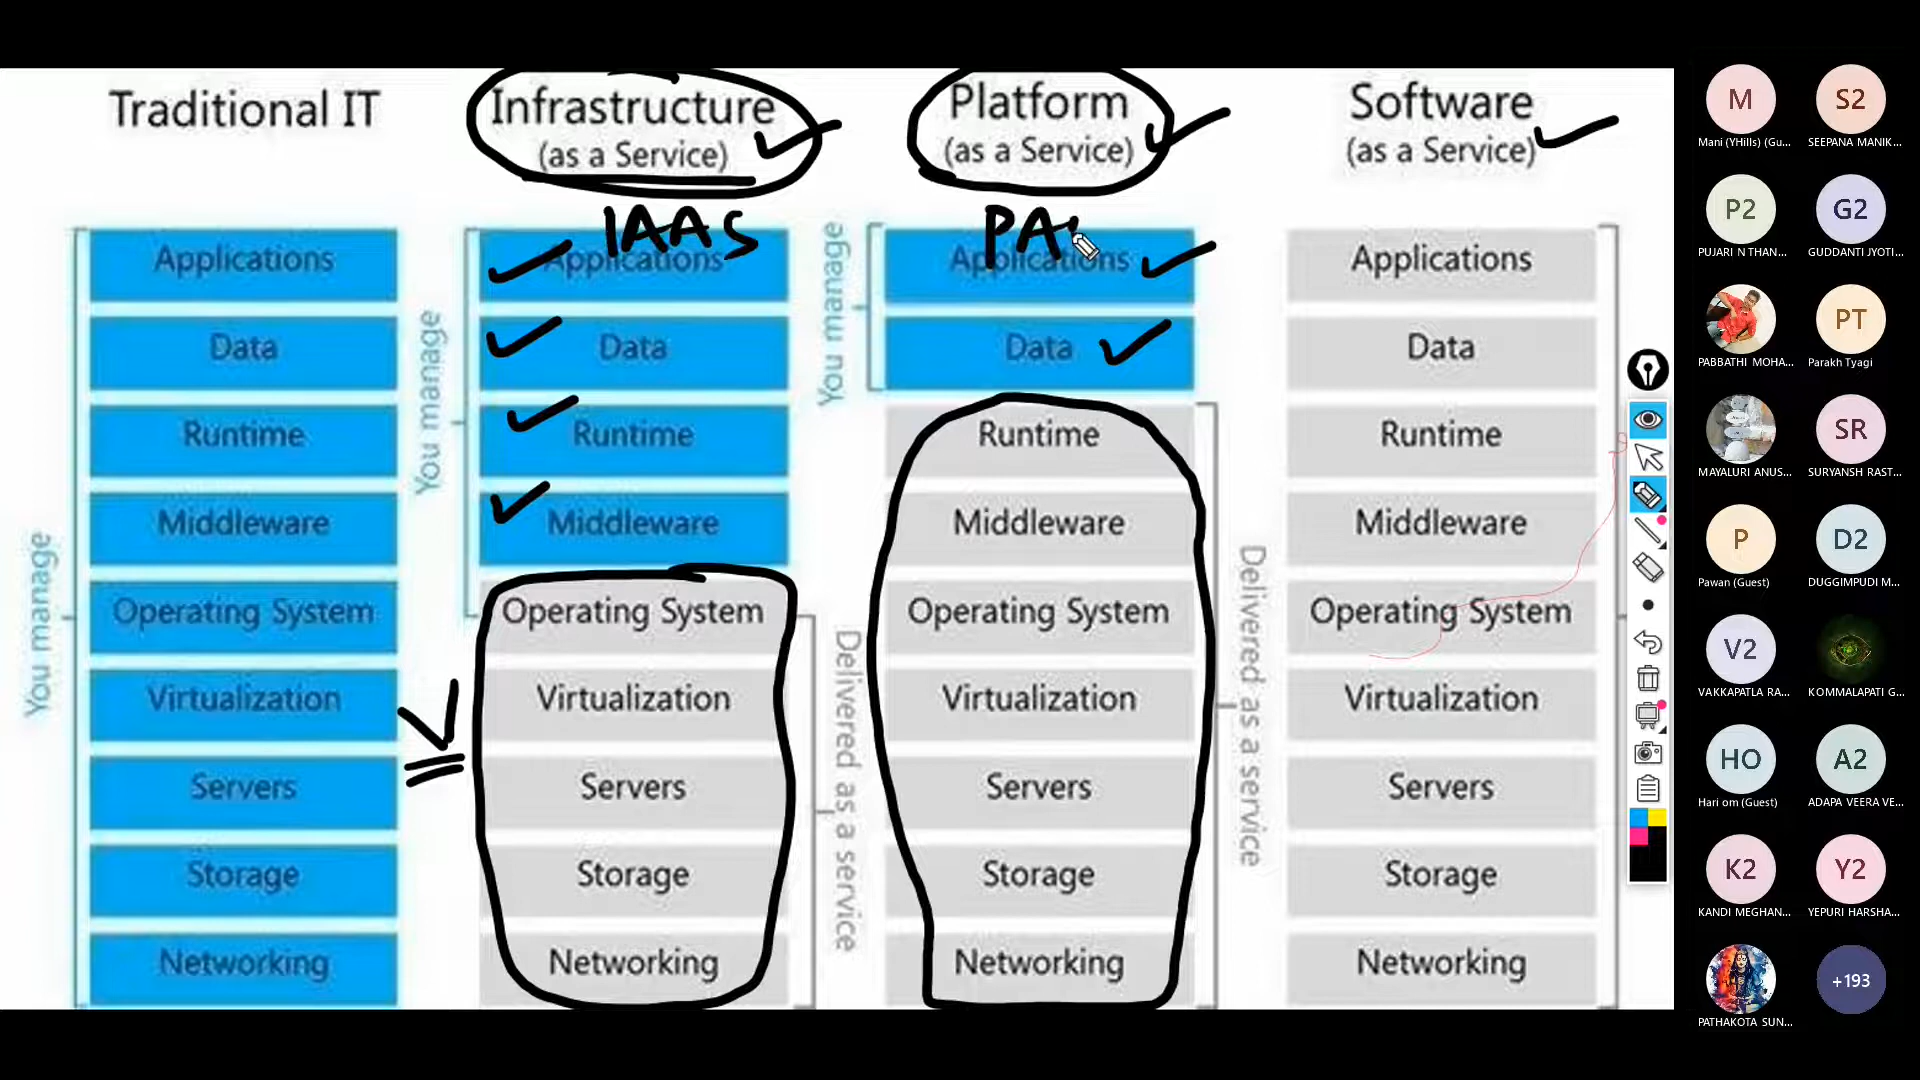 Traditional IT
Infrastructure
(as a Service)
Platform
(as a Service)
Software
(as a Service)
IAAS
PA
You manage
Applications
Data
Runtime
Middleware
Operating System
Virtualization
Servers
Storage
Networking
You manage
Applications
Data
Runtime
Middleware
Operating System
Virtualization
Servers
Storage
Networking
Delivered as a service
You manage
Applications
Data
Runtime
Middleware
Operating System
Virtualization
Servers
Storage
Networking
Delivered as a service
Applications
Data
Runtime
Middleware
Operating System
Virtualization
Servers
Storage
Networking
M
Mani (YHills) (Gu...
S2
SEEPANA MANIK...
P2
PUJARI N THAN...
G2
GUDDANTI JYOTI...
PABBATHI MOHA...
PT
Parakh Tyagi
MAYALURI ANUS...
SR
SURYANSH RAST...
P
Pawan (Guest)
D2
DUGGIMPUDI M...
V2
VAKKAPATLA RA...
KOMMALAPATI G...
HO
Hari om (Guest)
A2
ADAPA VEERA VE...
K2
KANDI MEGHAN...
Y2
YEPURI HARSHA...
PATHAKOTA SUN...
+193